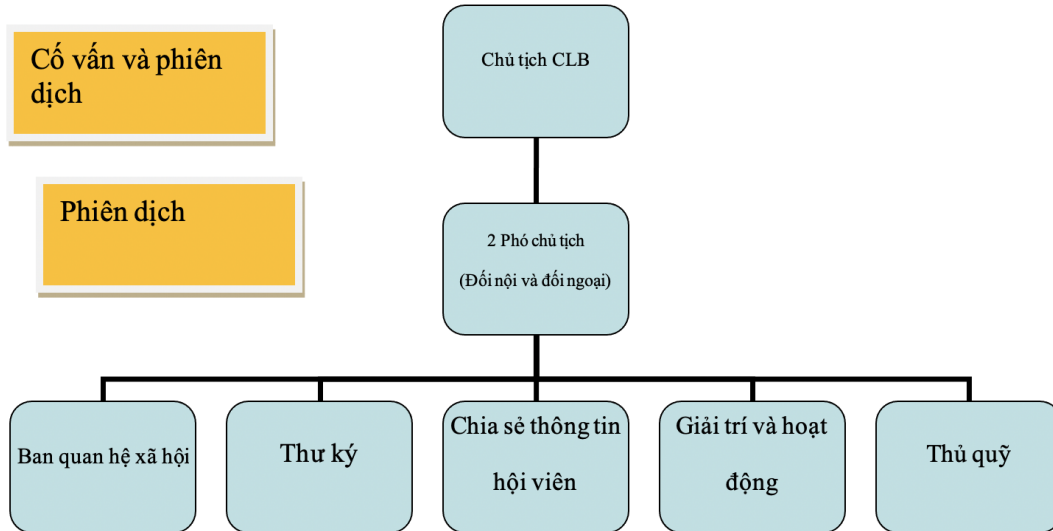 Cố vấn và phiên
dịch
Chủ tịch CLB
Phiên dịch
2 Phó chủ tịch
(Đối nội và đối ngoại)
Ban quan hệ xã hội
Thư ký
Chia sẻ thông tin
hội viên
Giải trí và hoạt
động
Thủ quỹ